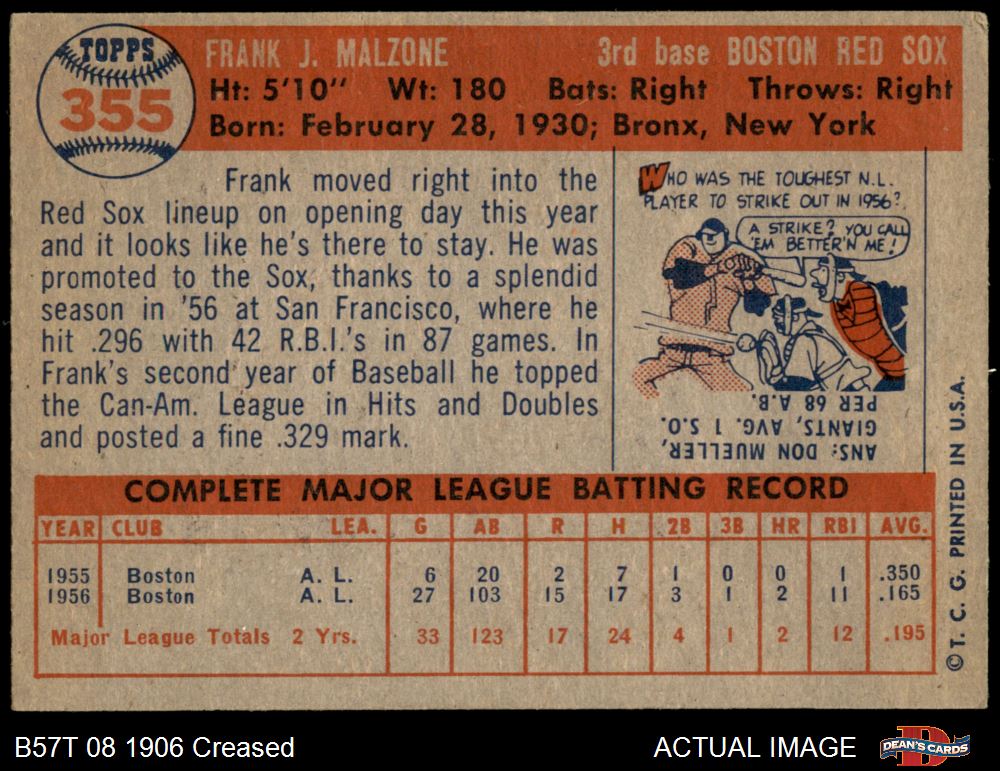 TOPPS
355
FRANK J. MALZONE 3rd base BOSTON RED SOX
Ht: 5'10" Wt: 180 Bats: Right Throws: Right
Born: February 28, 1930; Bronx, New York
Frank moved right into the
Red Sox lineup on opening day this year
and it looks like he's there to stay. He was
promoted to the Sox, thanks to a splendid
season in '56 at San Francisco, where he
hit .296 with 42 R.B.I.'s in 87 games. In
Frank's second year of Baseball he topped
the Can-Am. League in Hits and Doubles
and posted a fine .329 mark.
WHO WAS THE TOUGHEST N.L.
PLAYER TO STRIKE OUT IN 1956?
A STRIKE? YOU CALL
'EM BETTER'N ME!
ANS: DON MUELLER,
GIANTS, AVG. 1 S.O.
PER 68 A.B.
COMPLETE MAJOR LEAGUE BATTING RECORD
YEAR CLUB LEA. G AB R H 2B 3B HR RBI AVG.
1955 Boston A. L. 6 20 2 7 1 0 0 1 .350
1956 Boston A. L. 27 103 15 17 3 1 2 11 .165
Major League Totals 2 Yrs. 33 123 17 24 4 1 2 12 .195
© T. C. G. PRINTED IN U.S.A.
B57T 08 1906 Creased
ACTUAL IMAGE
D
DEAN'S CARDS